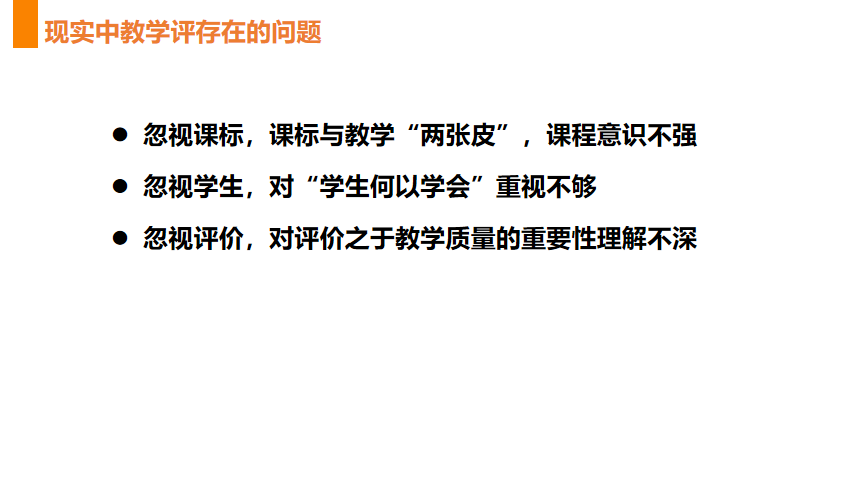 现实中教学评存在的问题
● 忽视课标，课标与教学“两张皮”，课程意识不强
● 忽视学生，对“学生何以学会”重视不够
● 忽视评价，对评价之于教学质量的重要性理解不深